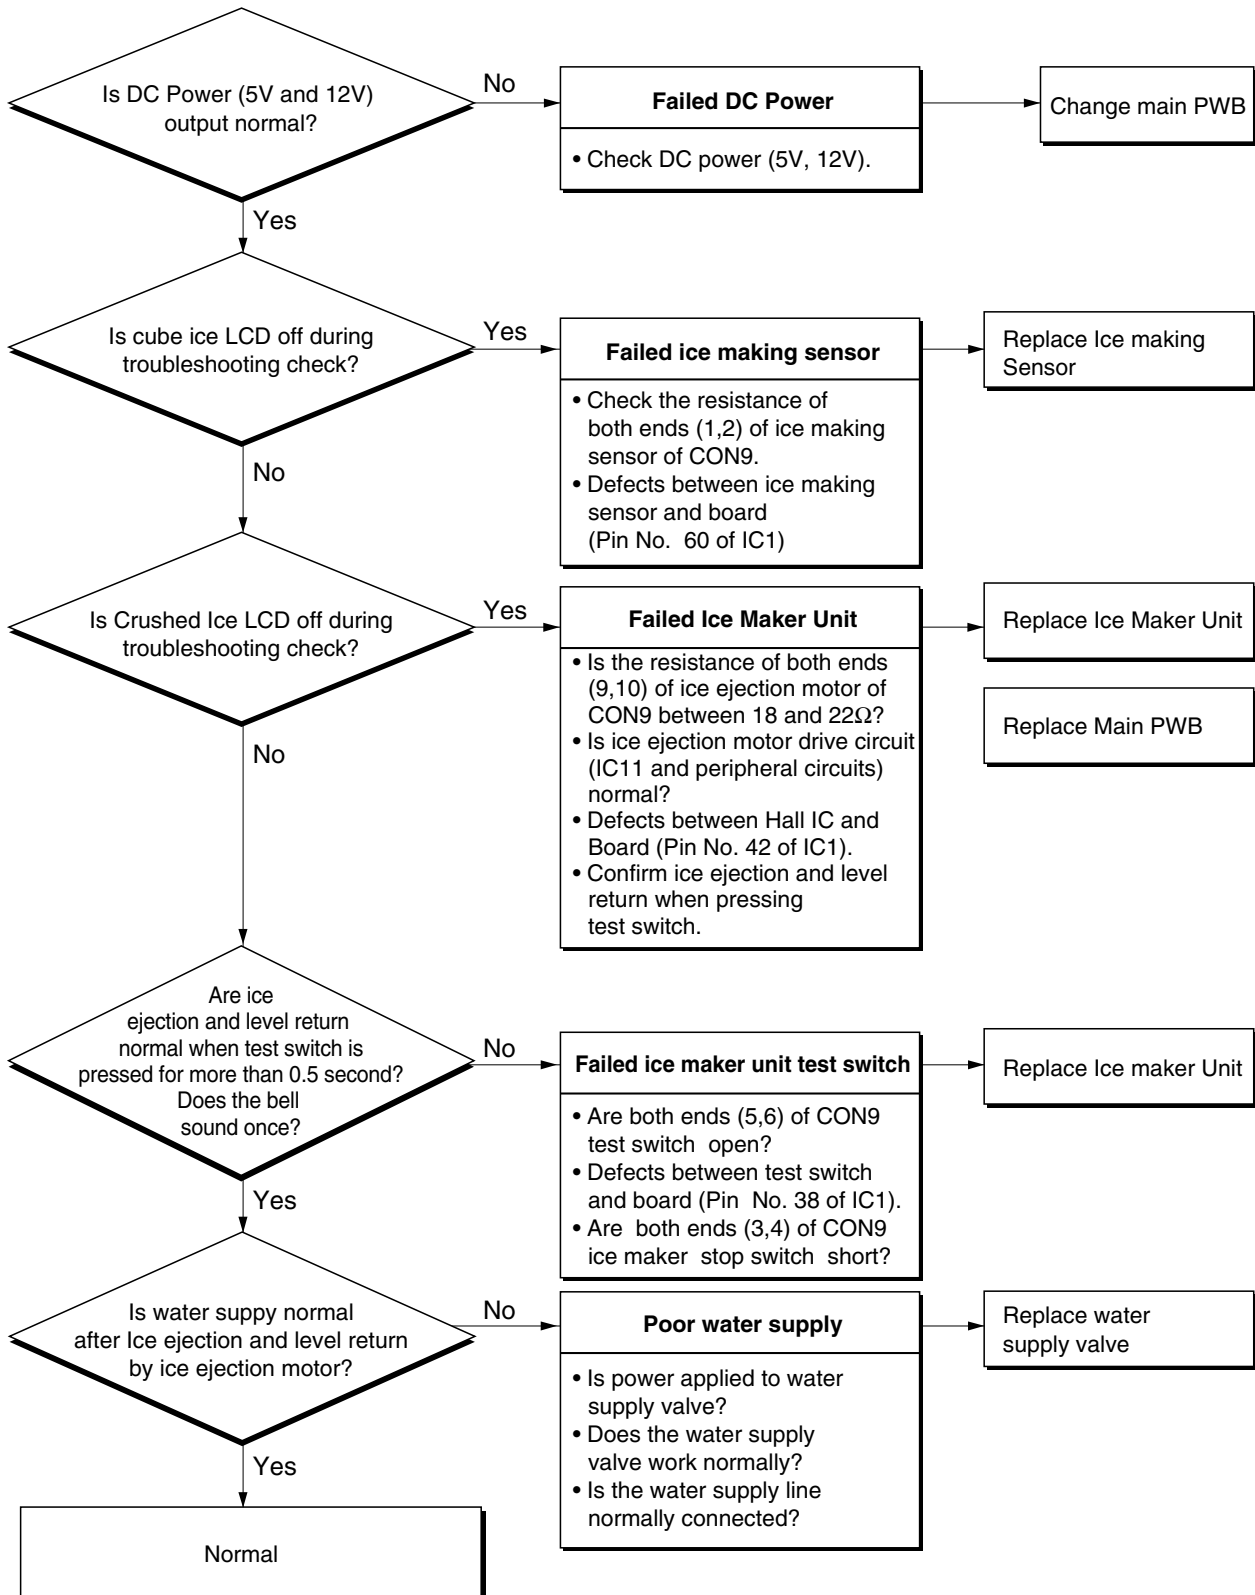 Is DC Power (5V and 12V)
output normal?
No
Failed DC Power
• Check DC power (5V, 12V).
Change main PWB
Yes
Is cube ice LCD off during
troubleshooting check?
Yes
Failed ice making sensor
• Check the resistance of
both ends (1,2) of ice making
sensor of CON9.
• Defects between ice making
sensor and board
(Pin No. 60 of IC1)
Replace Ice making
Sensor
No
Is Crushed Ice LCD off during
troubleshooting check?
Yes
Failed Ice Maker Unit
• Is the resistance of both ends
(9,10) of ice ejection motor of
CON9 between 18 and 22Ω?
• Is ice ejection motor drive circuit
(IC11 and peripheral circuits)
normal?
• Defects between Hall IC and
Board (Pin No. 42 of IC1).
• Confirm ice ejection and level
return when pressing
test switch.
Replace Ice Maker Unit
Replace Main PWB
No
Are ice
ejection and level return
normal when test switch is
pressed for more than 0.5 second?
Does the bell
sound once?
No
Failed ice maker unit test switch
• Are both ends (5,6) of CON9
test switch open?
• Defects between test switch
and board (Pin No. 38 of IC1).
• Are both ends (3,4) of CON9
ice maker stop switch short?
Replace Ice maker Unit
Yes
Is water suppy normal
after Ice ejection and level return
by ice ejection motor?
No
Poor water supply
• Is power applied to water
supply valve?
• Does the water supply
valve work normally?
• Is the water supply line
normally connected?
Replace water
supply valve
Yes
Normal